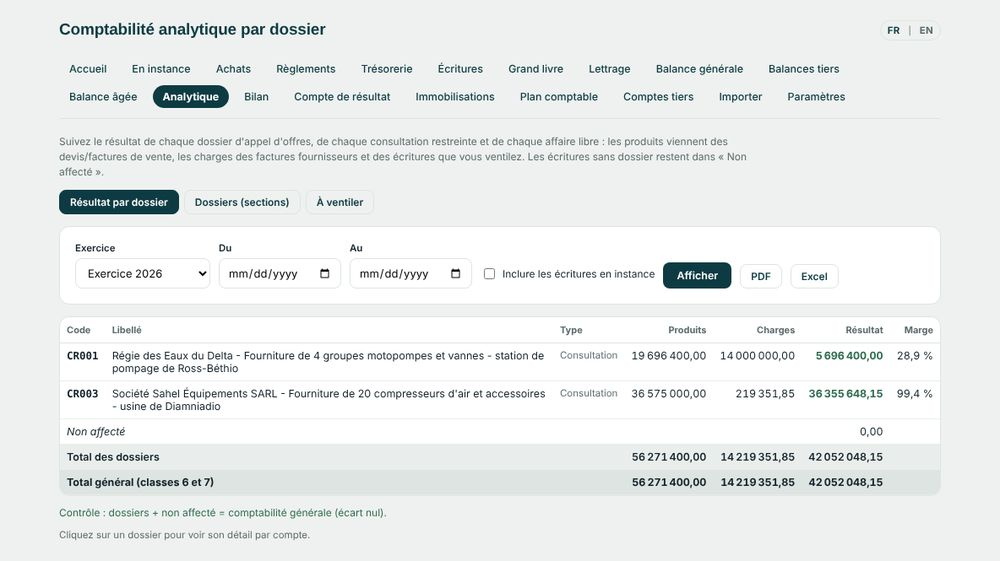 Comptabilité analytique par dossier
FR | EN
Accueil En instance Achats Règlements Trésorerie Écritures Grand livre Lettrage Balance générale Balances tiers
Balance âgée Analytique Bilan Compte de résultat Immobilisations Plan comptable Comptes tiers Importer Paramètres
Suivez le résultat de chaque dossier d'appel d'offres, de chaque consultation restreinte et de chaque affaire libre : les produits viennent des
devis/factures de vente, les charges des factures fournisseurs et des écritures que vous ventilez. Les écritures sans dossier restent dans « Non
affecté ».
Résultat par dossier Dossiers (sections) À ventiler
Exercice Du Au
Exercice 2026 mm/dd/yyyy mm/dd/yyyy Inclure les écritures en instance Afficher PDF Excel
Code Libellé Type Produits Charges Résultat Marge
CR001 Régie des Eaux du Delta - Fourniture de 4 groupes motopompes et vannes - station de Consultation 19 696 400,00 14 000 000,00 5 696 400,00 28,9 %
pompage de Ross-Béthio
CR003 Société Sahel Équipements SARL - Fourniture de 20 compresseurs d'air et accessoires Consultation 36 575 000,00 219 351,85 36 355 648,15 99,4 %
- usine de Diamniadio
Non affecté 0,00
Total des dossiers 56 271 400,00 14 219 351,85 42 052 048,15
Total général (classes 6 et 7) 56 271 400,00 14 219 351,85 42 052 048,15
Contrôle : dossiers + non affecté = comptabilité générale (écart nul).
Cliquez sur un dossier pour voir son détail par compte.